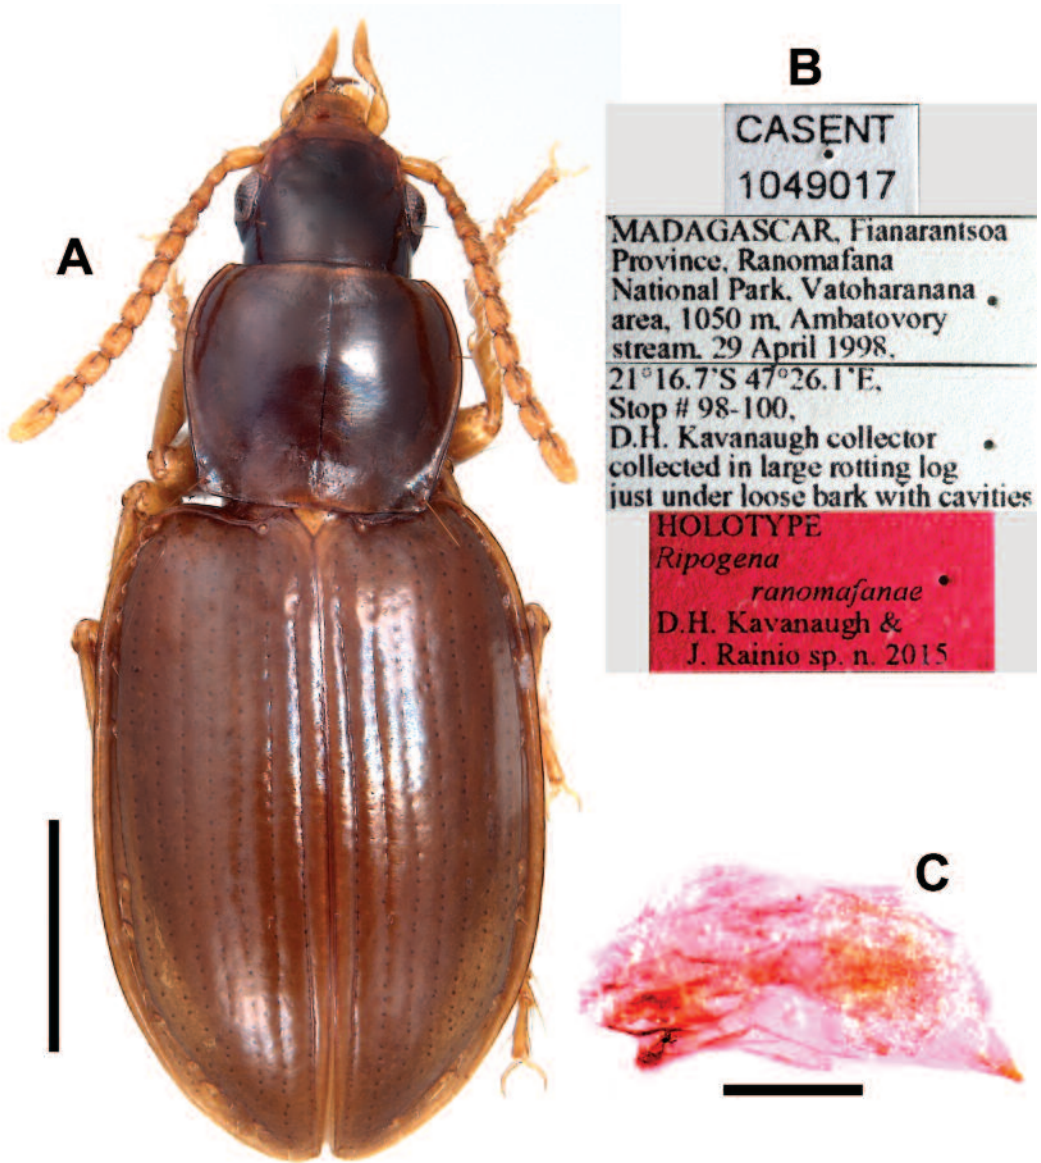 A
B
CASENT
1049017
MADAGASCAR, Fianarantsoa
Province, Ranomafana
National Park, Vatoharanana
area, 1050 m, Ambatovory
stream. 29 April 1998.
21°16.7'S 47°26.1'E,
Stop # 98-100,
D.H. Kavanaugh collector
collected in large rotting log
just under loose bark with cavities
HOLOTYPE
Ripogena
ranomafanae
D.H. Kavanaugh &
J. Rainio sp. n. 2015
C